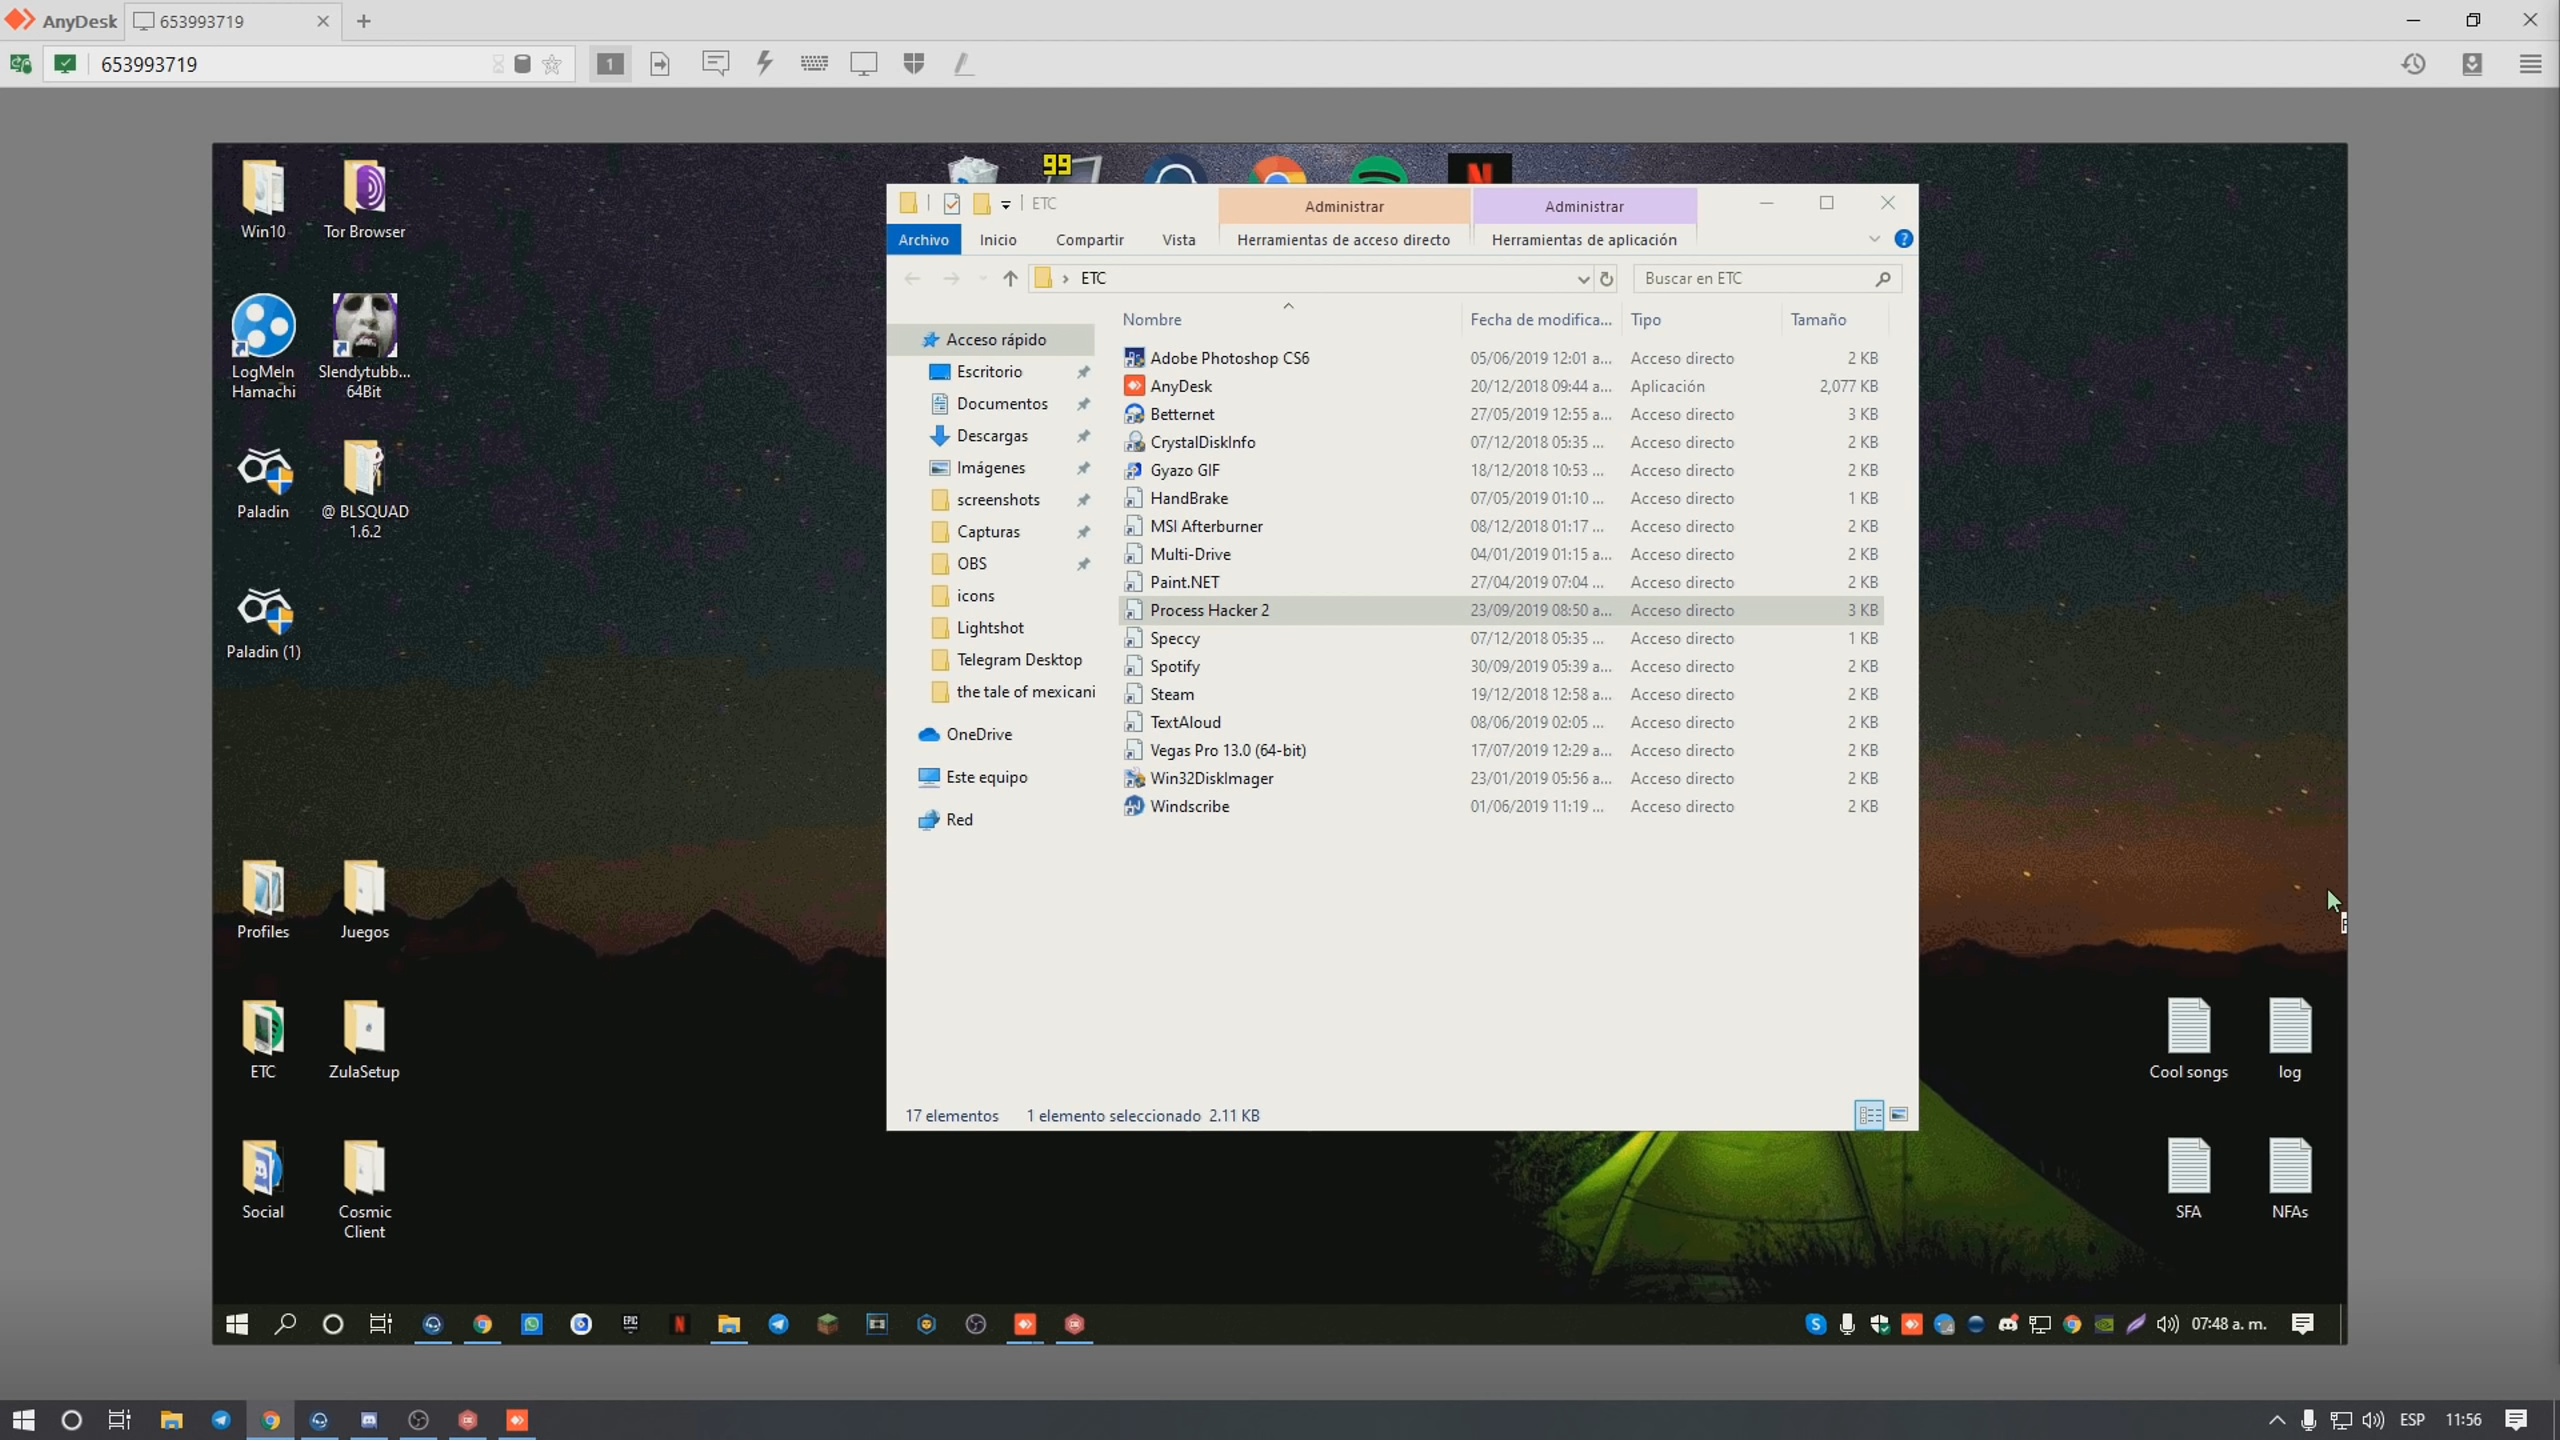 AnyDesk
653993719
653993719
1
Win10
Tor Browser
LogMeIn
Hamachi
Slendytubb...
64Bit
Paladin
@ BLSQUAD
1.6.2
Paladin (1)
Profiles
Juegos
ETC
ZulaSetup
Social
Cosmic
Client
99
N
ETC
Administrar
Administrar
Archivo
Inicio
Compartir
Vista
Herramientas de acceso directo
Herramientas de aplicación
ETC
Buscar en ETC
Acceso rápido
Escritorio
Documentos
Descargas
Imágenes
screenshots
Capturas
OBS
icons
Lightshot
Telegram Desktop
the tale of mexicani
OneDrive
Este equipo
Red
Nombre Fecha de modifica... Tipo Tamaño
Adobe Photoshop CS6 05/06/2019 12:01 a... Acceso directo 2 KB
AnyDesk 20/12/2018 09:44 a... Aplicación 2,077 KB
Betternet 27/05/2019 12:55 a... Acceso directo 3 KB
CrystalDiskInfo 07/12/2018 05:35 ... Acceso directo 2 KB
Gyazo GIF 18/12/2018 10:53 ... Acceso directo 2 KB
HandBrake 07/05/2019 01:10 ... Acceso directo 1 KB
MSI Afterburner 08/12/2018 01:17 ... Acceso directo 2 KB
Multi-Drive 04/01/2019 01:15 a... Acceso directo 2 KB
Paint.NET 27/04/2019 07:04 ... Acceso directo 2 KB
Process Hacker 2 23/09/2019 08:50 a... Acceso directo 3 KB
Speccy 07/12/2018 05:35 ... Acceso directo 1 KB
Spotify 30/09/2019 05:39 a... Acceso directo 2 KB
Steam 19/12/2018 12:58 a... Acceso directo 2 KB
TextAloud 08/06/2019 02:05 ... Acceso directo 2 KB
Vegas Pro 13.0 (64-bit) 17/07/2019 12:29 a... Acceso directo 2 KB
Win32DiskImager 23/01/2019 05:56 a... Acceso directo 2 KB
Windscribe 01/06/2019 11:19 ... Acceso directo 2 KB
17 elementos 1 elemento seleccionado 2.11 KB
Cool songs
log
SFA
NFAs
EPIC
N
07:48 a. m.
ESP
11:56